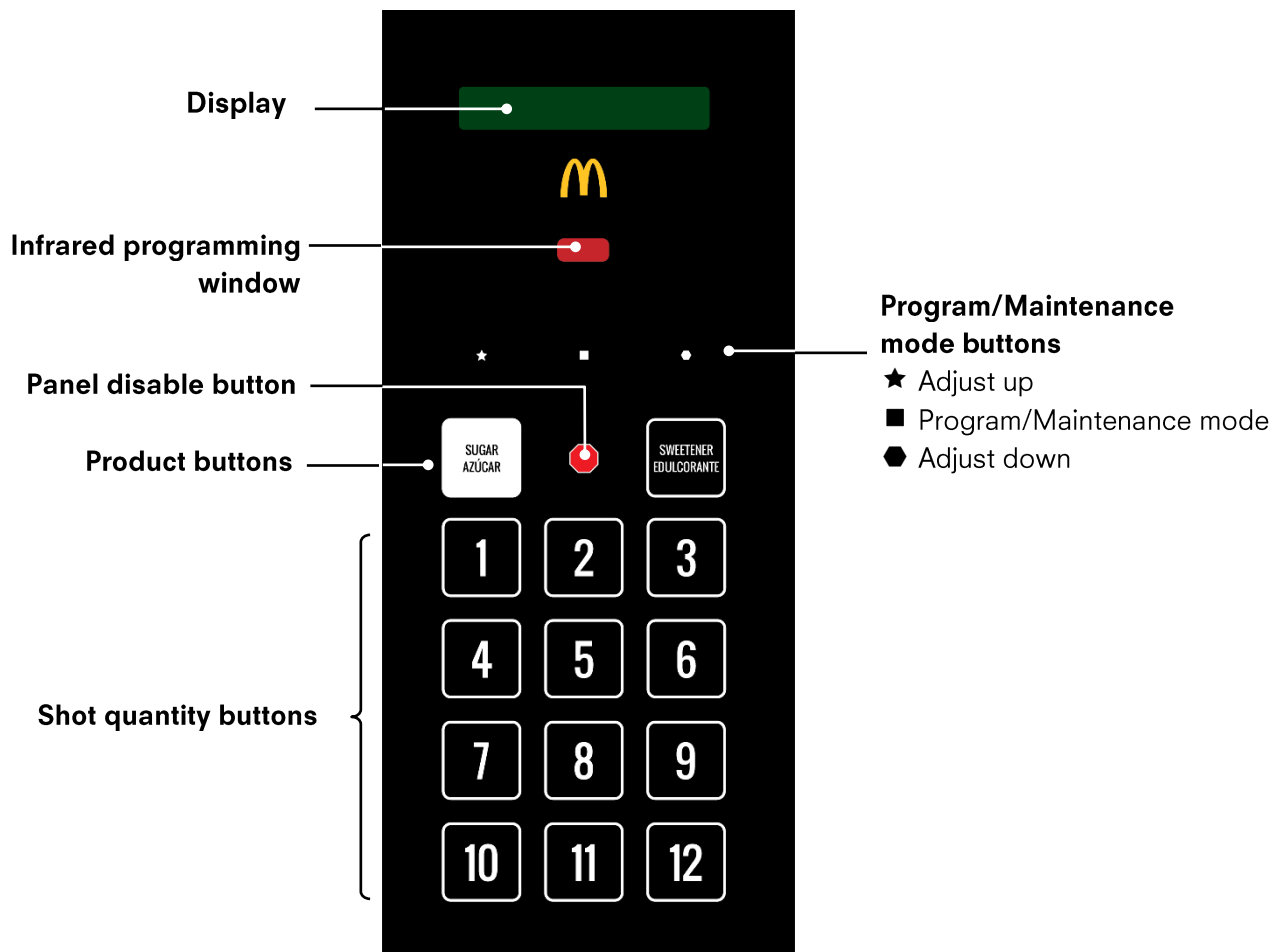 Display
Infrared programming
window
Program/Maintenance
mode buttons
★ Adjust up
■ Program/Maintenance mode
⬣ Adjust down
Panel disable button
Product buttons
SUGAR
AZÚCAR
SWEETENER
EDULCORANTE
1 2 3
4 5 6
Shot quantity buttons
7 8 9
10 11 12